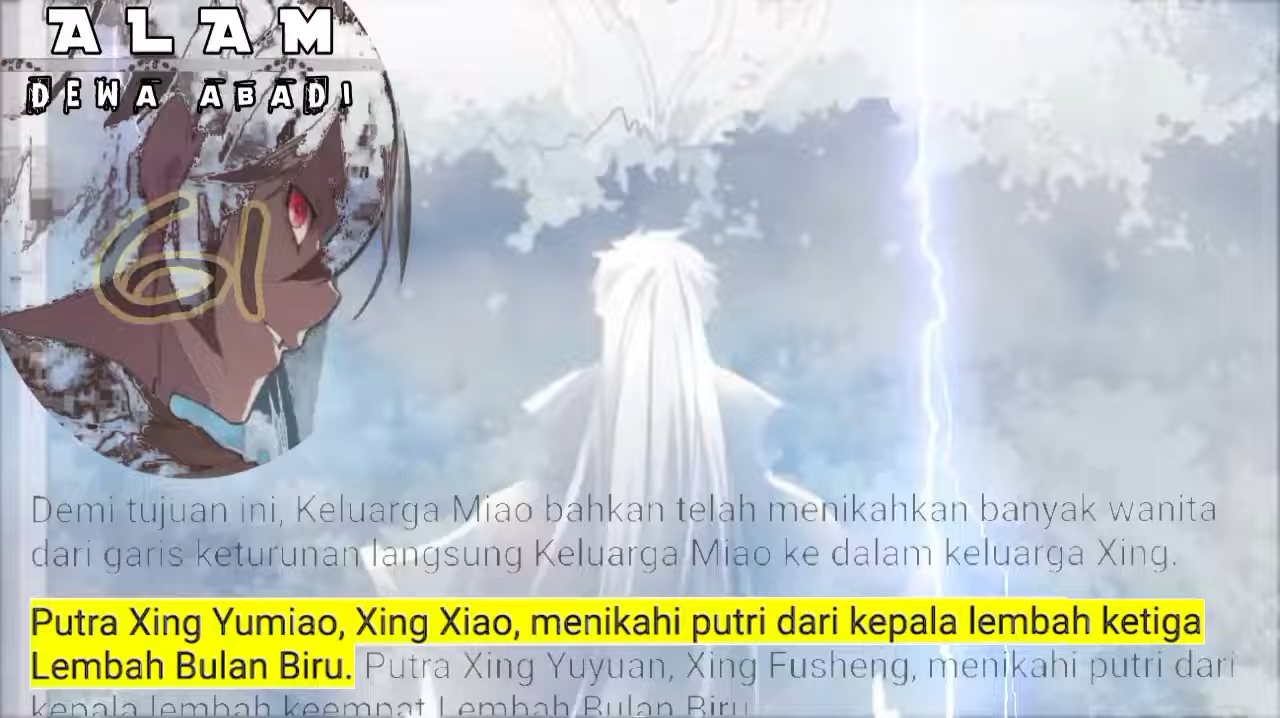 ALAM
DEWA ABADI
61
Demi tujuan ini, Keluarga Miao bahkan telah menikahkan banyak wanita
dari garis keturunan langsung Keluarga Miao ke dalam keluarga Xing.
Putra Xing Yumiao, Xing Xiao, menikahi putri dari kepala lembah ketiga
Lembah Bulan Biru. Putra Xing Yuyuan, Xing Fusheng, menikahi putri dari
kepala lembah keempat Lembah Bulan Biru